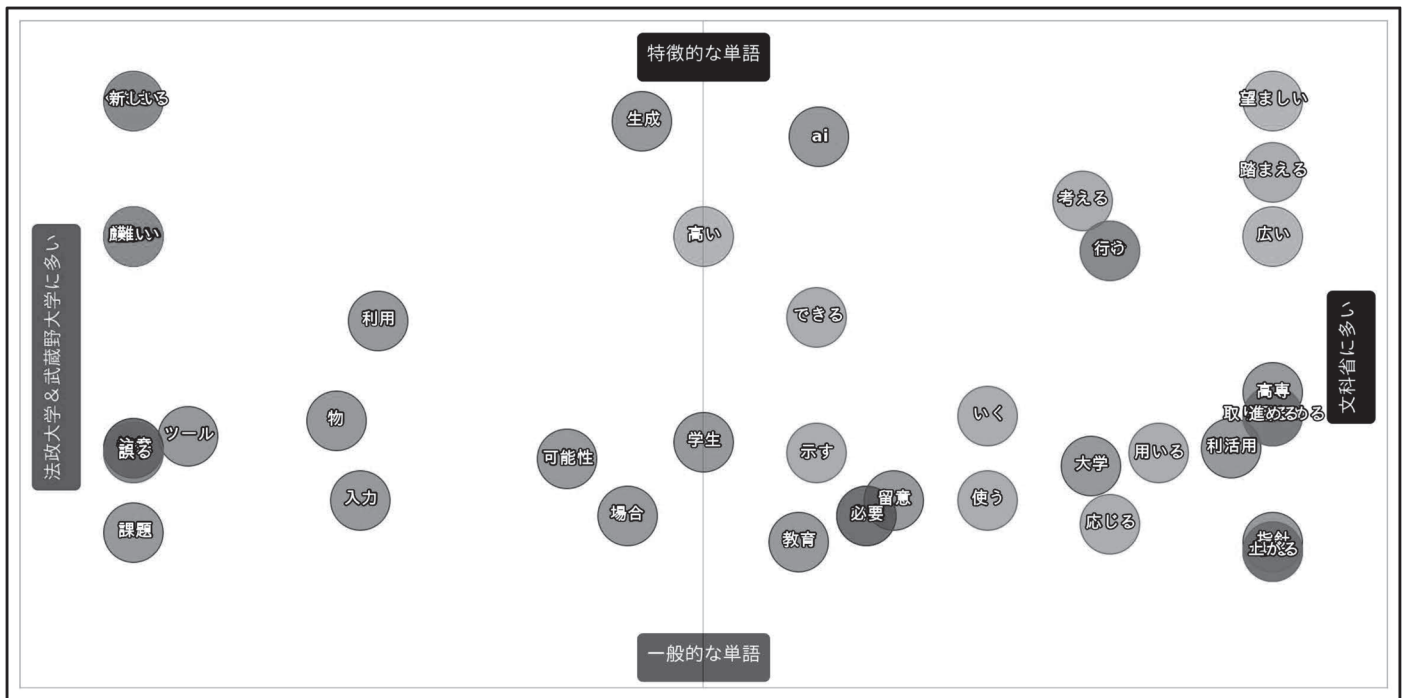 特徴的な単語
望ましい
生成
ai
踏まえる
考える
高い
広い
行う
法政大学&武蔵野大学に多い
文科省に多い
できる
利用
高専
いく
物
ツール
誤る
学生
可能性
示す
大学
用いる
利活用
入力
場合
留意
必要
使う
応じる
課題
教育
上がる
一般的な単語